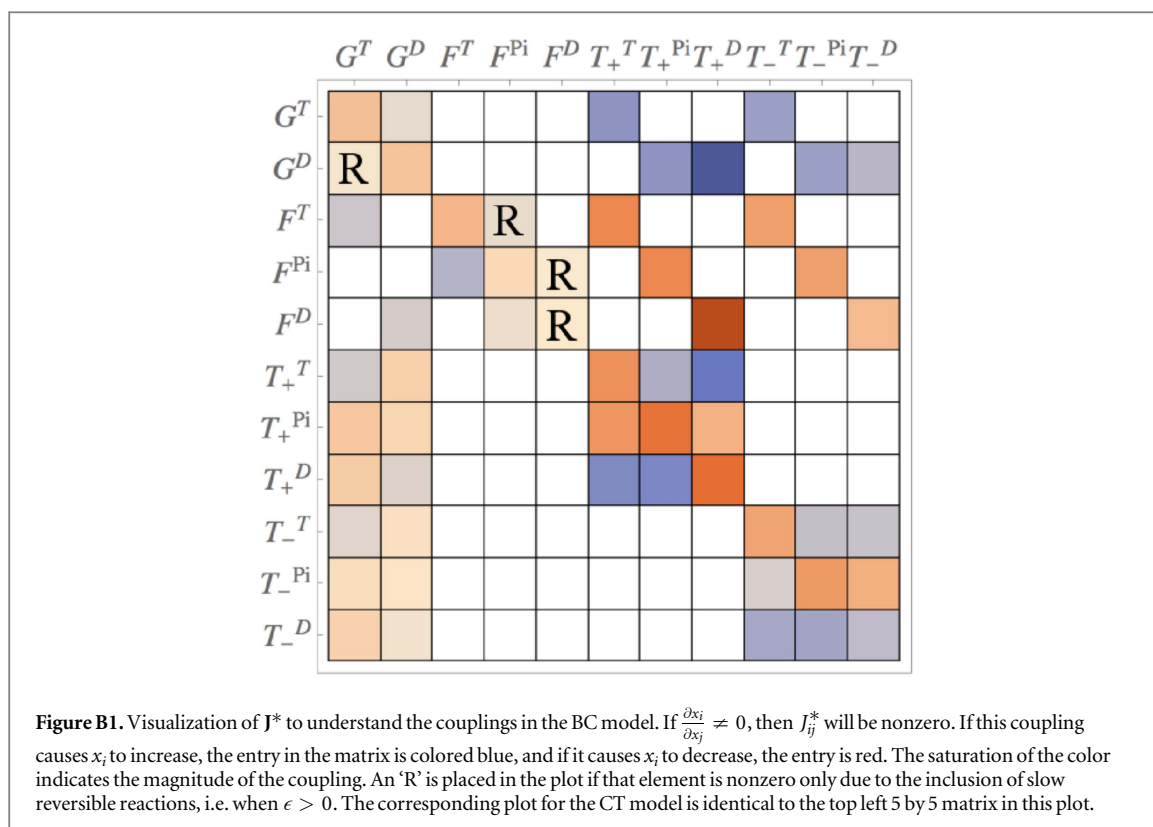 G^T G^D F^T F^Pi F^D T_+^T T_+^Pi T_+^D T_-^T T_-^Pi T_-^D
G^T
G^D R
F^T R
F^Pi R
F^D R
T_+^T
T_+^Pi
T_+^D
T_-^T
T_-^Pi
T_-^D
Figure B1. Visualization of J* to understand the couplings in the BC model. If ∂x_i/∂x_j ≠ 0, then J*_ij will be nonzero. If this coupling
causes x_i to increase, the entry in the matrix is colored blue, and if it causes x_i to decrease, the entry is red. The saturation of the color
indicates the magnitude of the coupling. An ‘R’ is placed in the plot if that element is nonzero only due to the inclusion of slow
reversible reactions, i.e. when ϵ > 0. The corresponding plot for the CT model is identical to the top left 5 by 5 matrix in this plot.